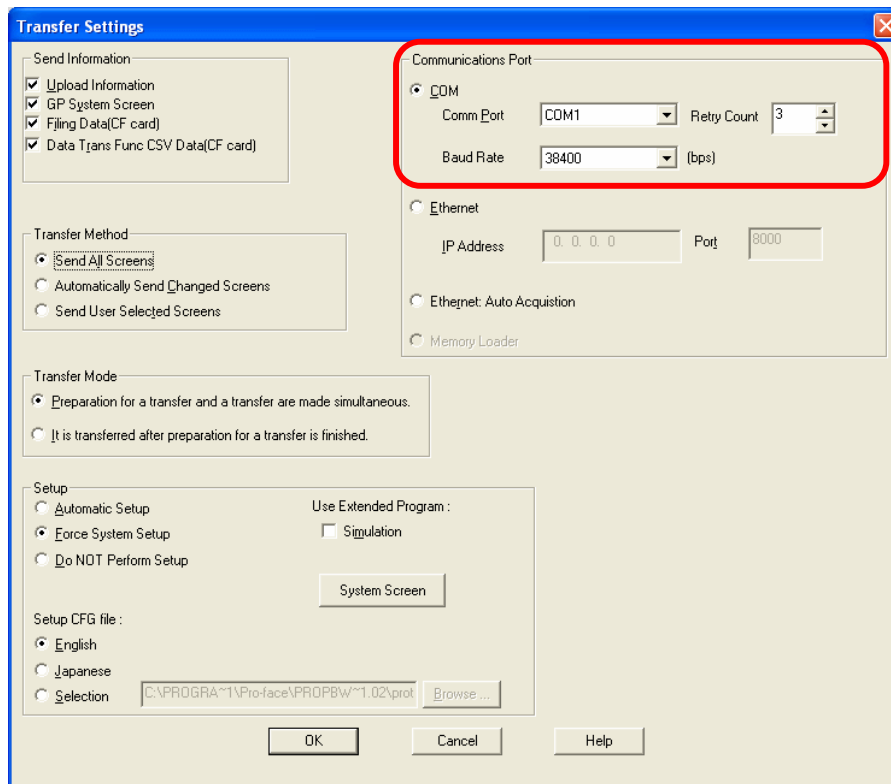 Transfer Settings
Send Information
Upload Information
GP System Screen
Filing Data(CF card)
Data Trans Func CSV Data(CF card)
Communications Port
COM
Comm Port COM1 Retry Count 3
Baud Rate 38400 (bps)
Ethernet
IP Address 0. 0. 0. 0 Port 8000
Ethernet: Auto Acquistion
Memory Loader
Transfer Method
Send All Screens
Automatically Send Changed Screens
Send User Selected Screens
Transfer Mode
Preparation for a transfer and a transfer are made simultaneous.
It is transferred after preparation for a transfer is finished.
Setup
Automatic Setup
Force System Setup
Do NOT Perform Setup
Use Extended Program :
Simulation
System Screen
Setup CFG file :
English
Japanese
Selection C:\PROGRA~1\Pro-face\PROPBW~1.02\prot Browse ...
OK Cancel Help